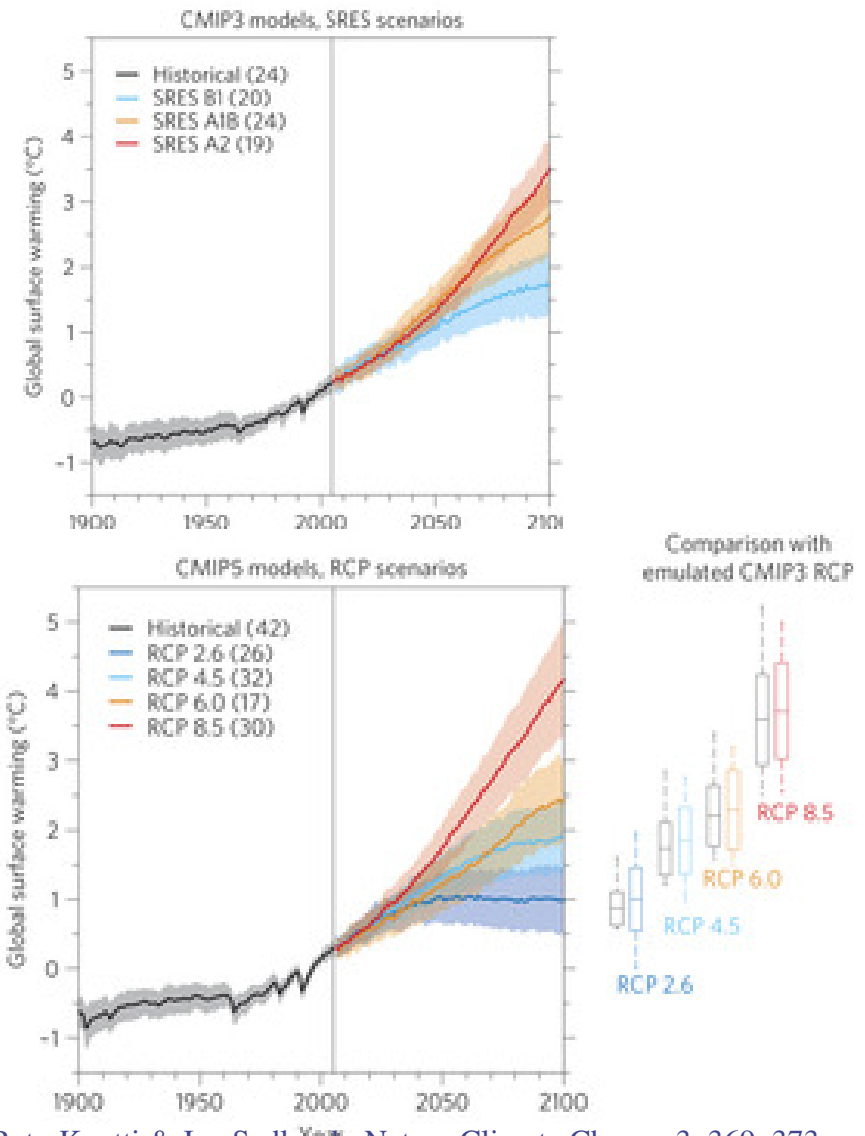 CMIP3 models, SRES scenarios
Global surface warming (°C)
5
4
3
2
1
0
-1
Historical (24)
SRES B1 (20)
SRES A1B (24)
SRES A2 (19)
1900 1950 2000 2050 210
CMIP5 models, RCP scenarios
Global surface warming (°C)
5
4
3
2
1
0
-1
Historical (42)
RCP 2.6 (26)
RCP 4.5 (32)
RCP 6.0 (17)
RCP 8.5 (30)
1900 1950 2000 2050 2100
Comparison with
emulated CMIP3 RCP
RCP 8.5
RCP 6.0
RCP 4.5
RCP 2.6
Knutti & Nature Climate Change 3, 369–373